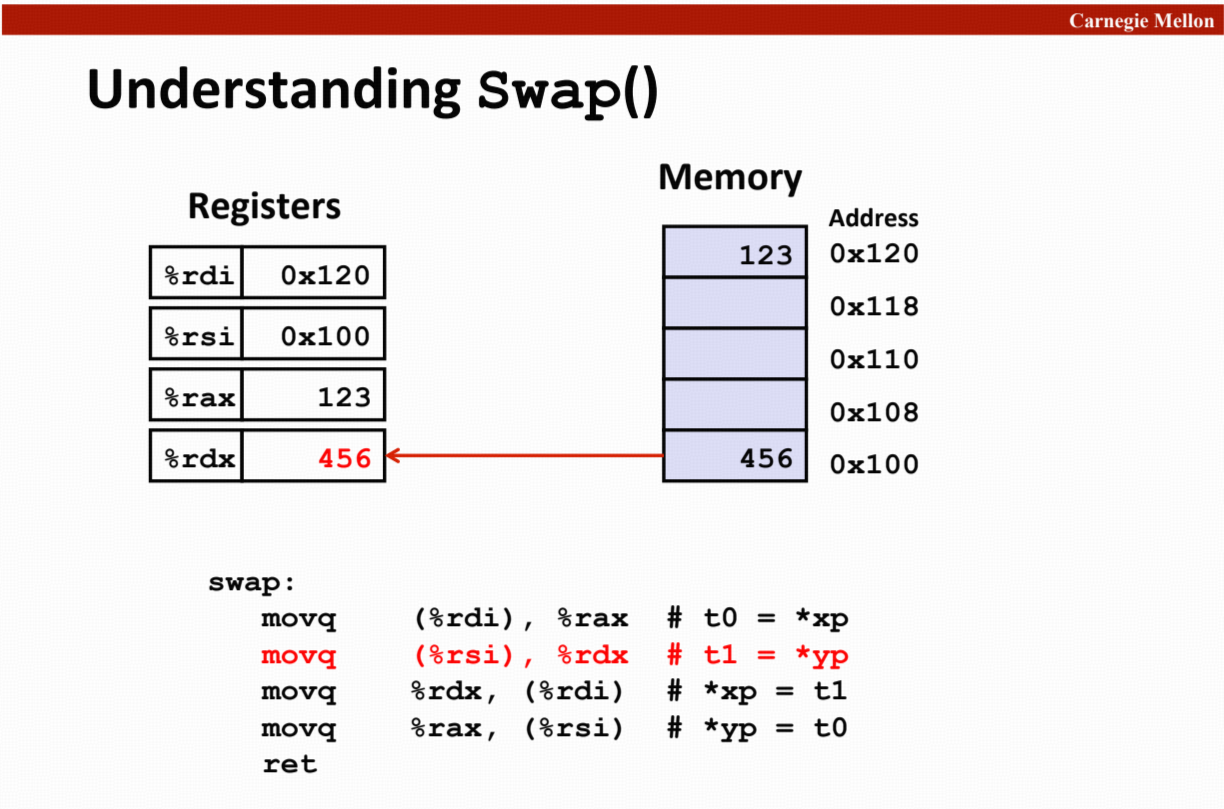 Carnegie Mellon
Understanding Swap()
Registers
%rdi 0x120
%rsi 0x100
%rax 123
%rdx 456
Memory
Address
123 0x120
0x118
0x110
0x108
456 0x100
swap:
movq (%rdi), %rax # t0 = *xp
movq (%rsi), %rdx # t1 = *yp
movq %rdx, (%rdi) # *xp = t1
movq %rax, (%rsi) # *yp = t0
ret